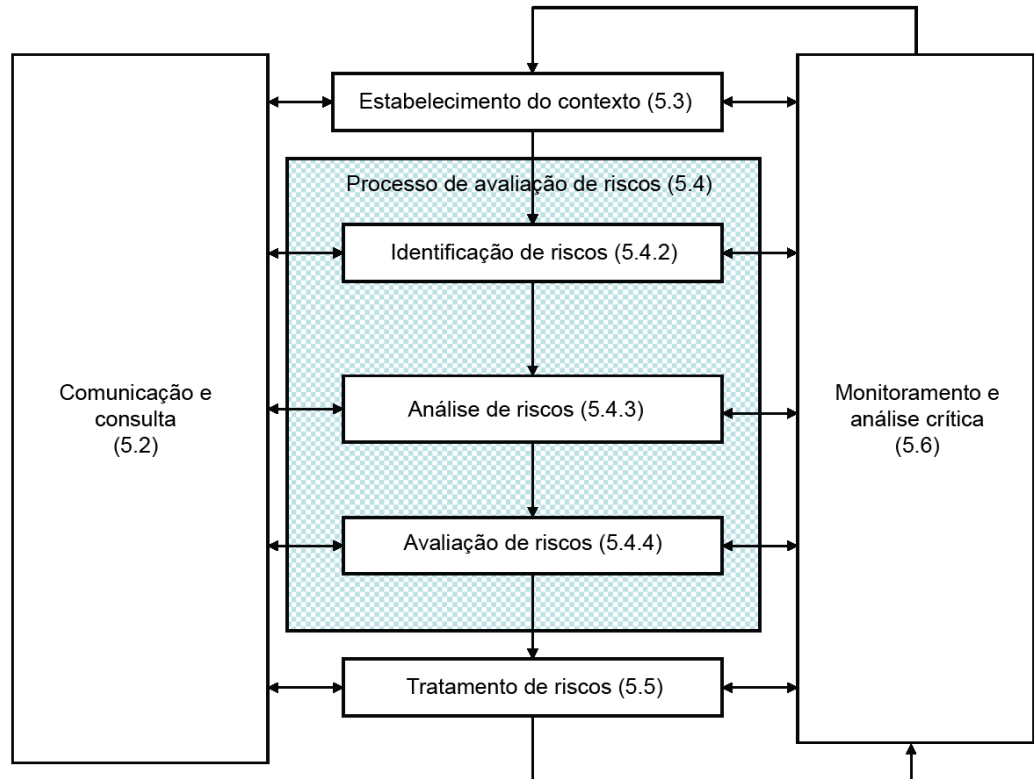 Estabelecimento do contexto (5.3)
Processo de avaliação de riscos (5.4)
Identificação de riscos (5.4.2)
Comunicação e
consulta
(5.2)
Análise de riscos (5.4.3)
Monitoramento e
análise crítica
(5.6)
Avaliação de riscos (5.4.4)
Tratamento de riscos (5.5)